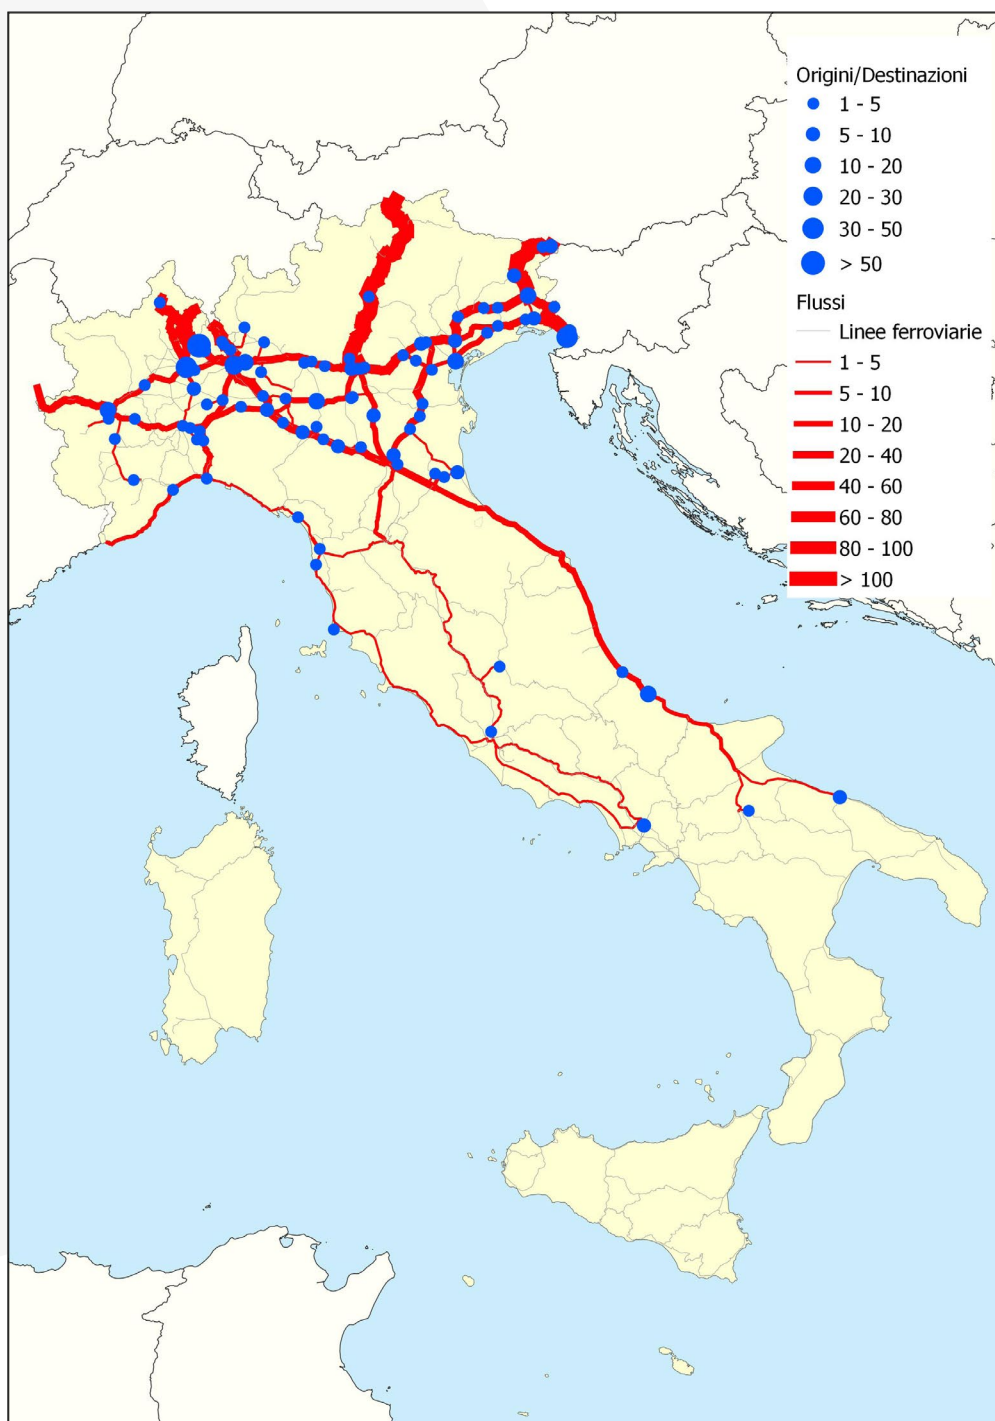 Origini/Destinazioni
1 - 5
5 - 10
10 - 20
20 - 30
30 - 50
> 50
Flussi
Linee ferroviarie
1 - 5
5 - 10
10 - 20
20 - 40
40 - 60
60 - 80
80 - 100
> 100